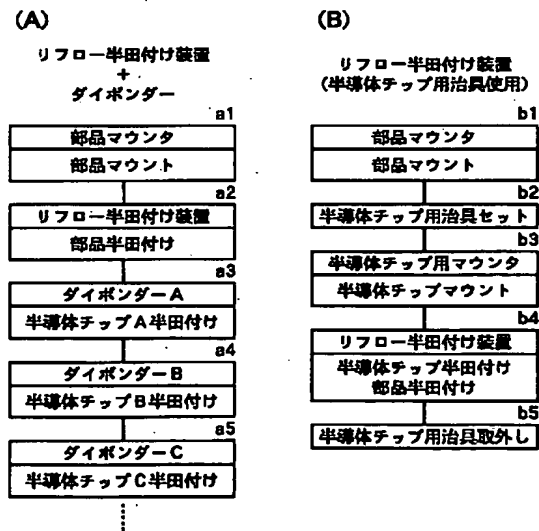 (A)
リフロー半田付け装置
+
ダイボンダー
a1
部品マウンタ
部品マウント
a2
リフロー半田付け装置
部品半田付け
a3
ダイボンダーA
半導体チップA半田付け
a4
ダイボンダーB
半導体チップB半田付け
a5
ダイボンダーC
半導体チップC半田付け
(B)
リフロー半田付け装置
(半導体チップ用治具使用)
b1
部品マウンタ
部品マウント
b2
半導体チップ用治具セット
b3
半導体チップ用マウンタ
半導体チップマウント
b4
リフロー半田付け装置
半導体チップ半田付け
部品半田付け
b5
半導体チップ用治具取外し